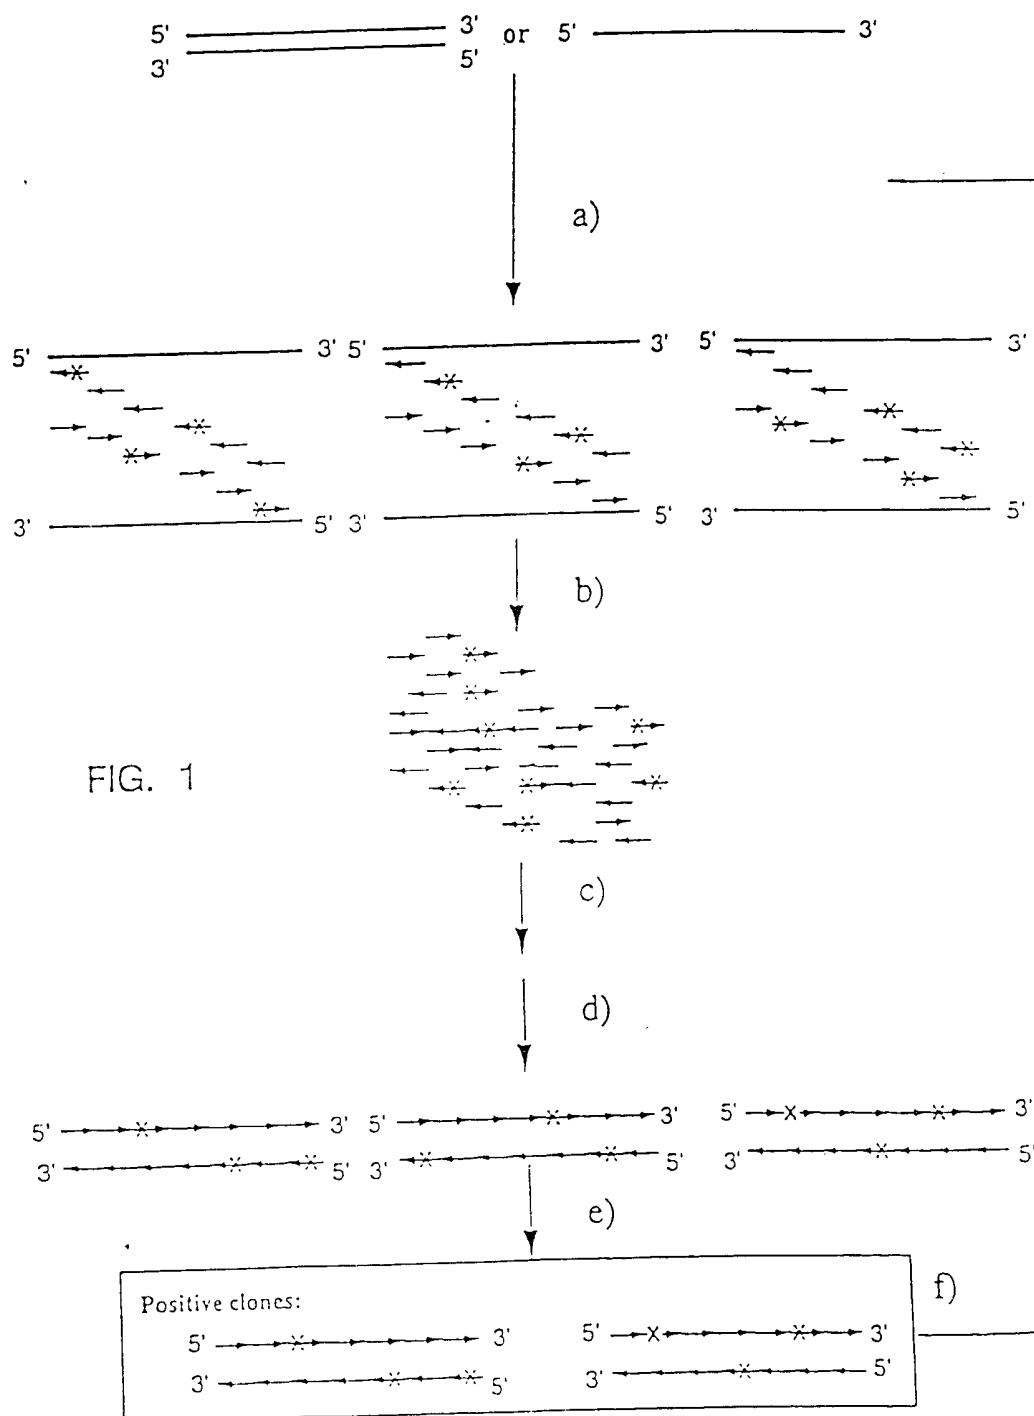 5' 3' or 5' 3'
3' 5'
a)
5' 3' 5' 3' 5' 3'
X X X X X X X X X X X
3' 5' 3' 5' 3' 5'
b)
X
X
X X
FIG. 1
X X X
X
c)
d)
5' X 3' 5' X 3' 5' X X 3'
3' X X 5' 3' X X 5' 3' X 5'
e)
f)
Positive clones:
5' X 3' 5' X X 3'
3' X X 5' 3' X 5'